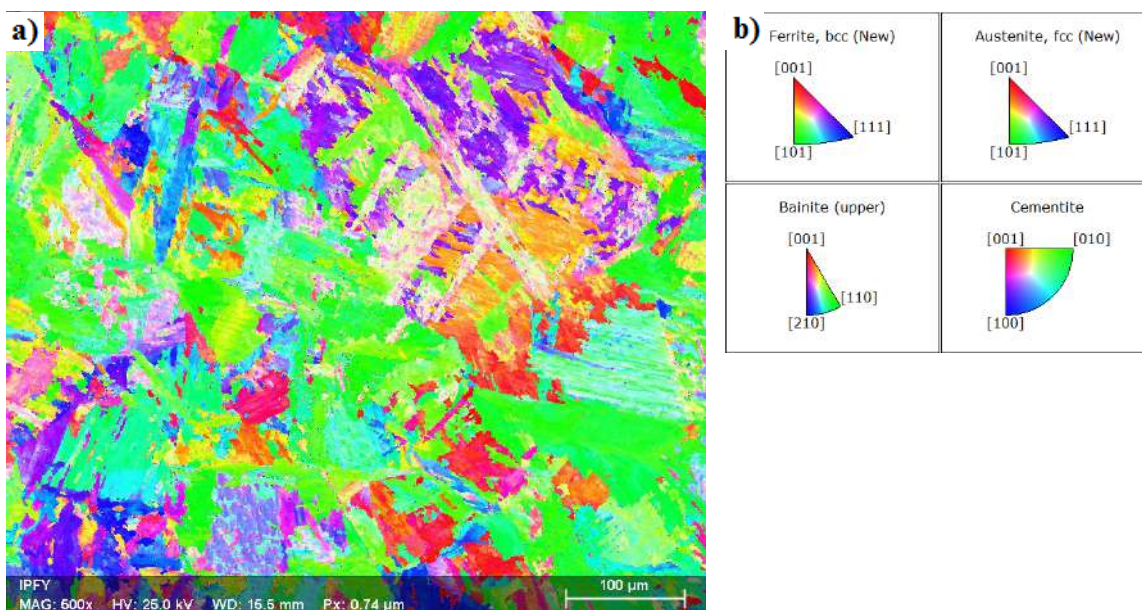 a)
IPFY
MAG: 500x HV: 25.0 kV WD: 15.5 mm Px: 0.74 µm
100 µm
b)
Ferrite, bcc (New)
[001]
[111]
[101]
Austenite, fcc (New)
[001]
[111]
[101]
Bainite (upper)
[001]
[110]
[210]
Cementite
[001] [010]
[100]